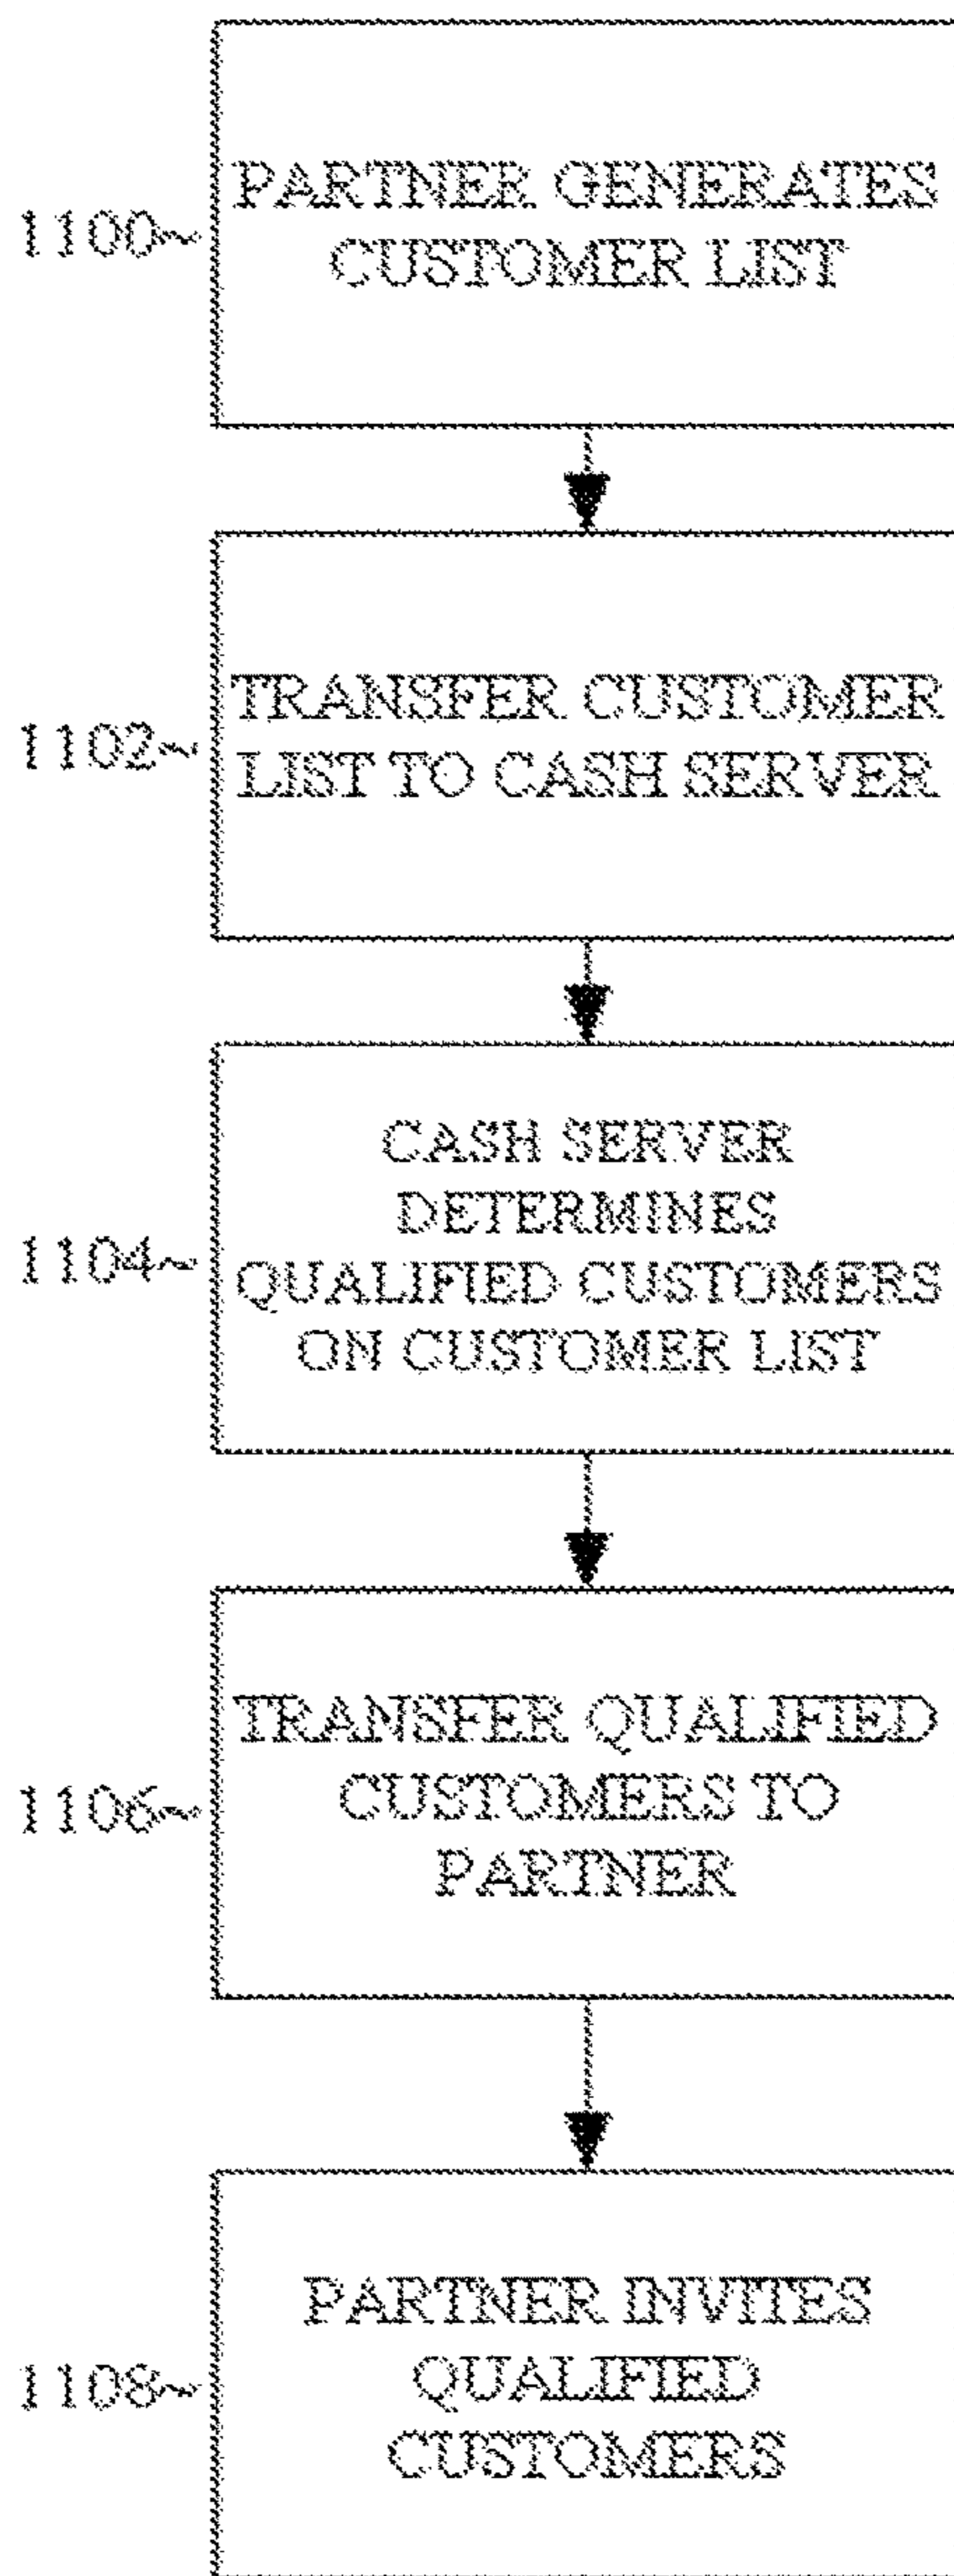 PARTNER GENERATES
1100~
CUSTOMER LIST
TRANSFER CUSTOMER
1102~
LIST TO CASH SERVER
CASH SERVER
DETERMINES
1104~
QUALIFIED CUSTOMERS
ON CUSTOMER LIST
TRANSFER QUALIFIED
1106~
CUSTOMERS TO
PARTNER
PARTNER INVITES
1108~
QUALIFIED
CUSTOMERS